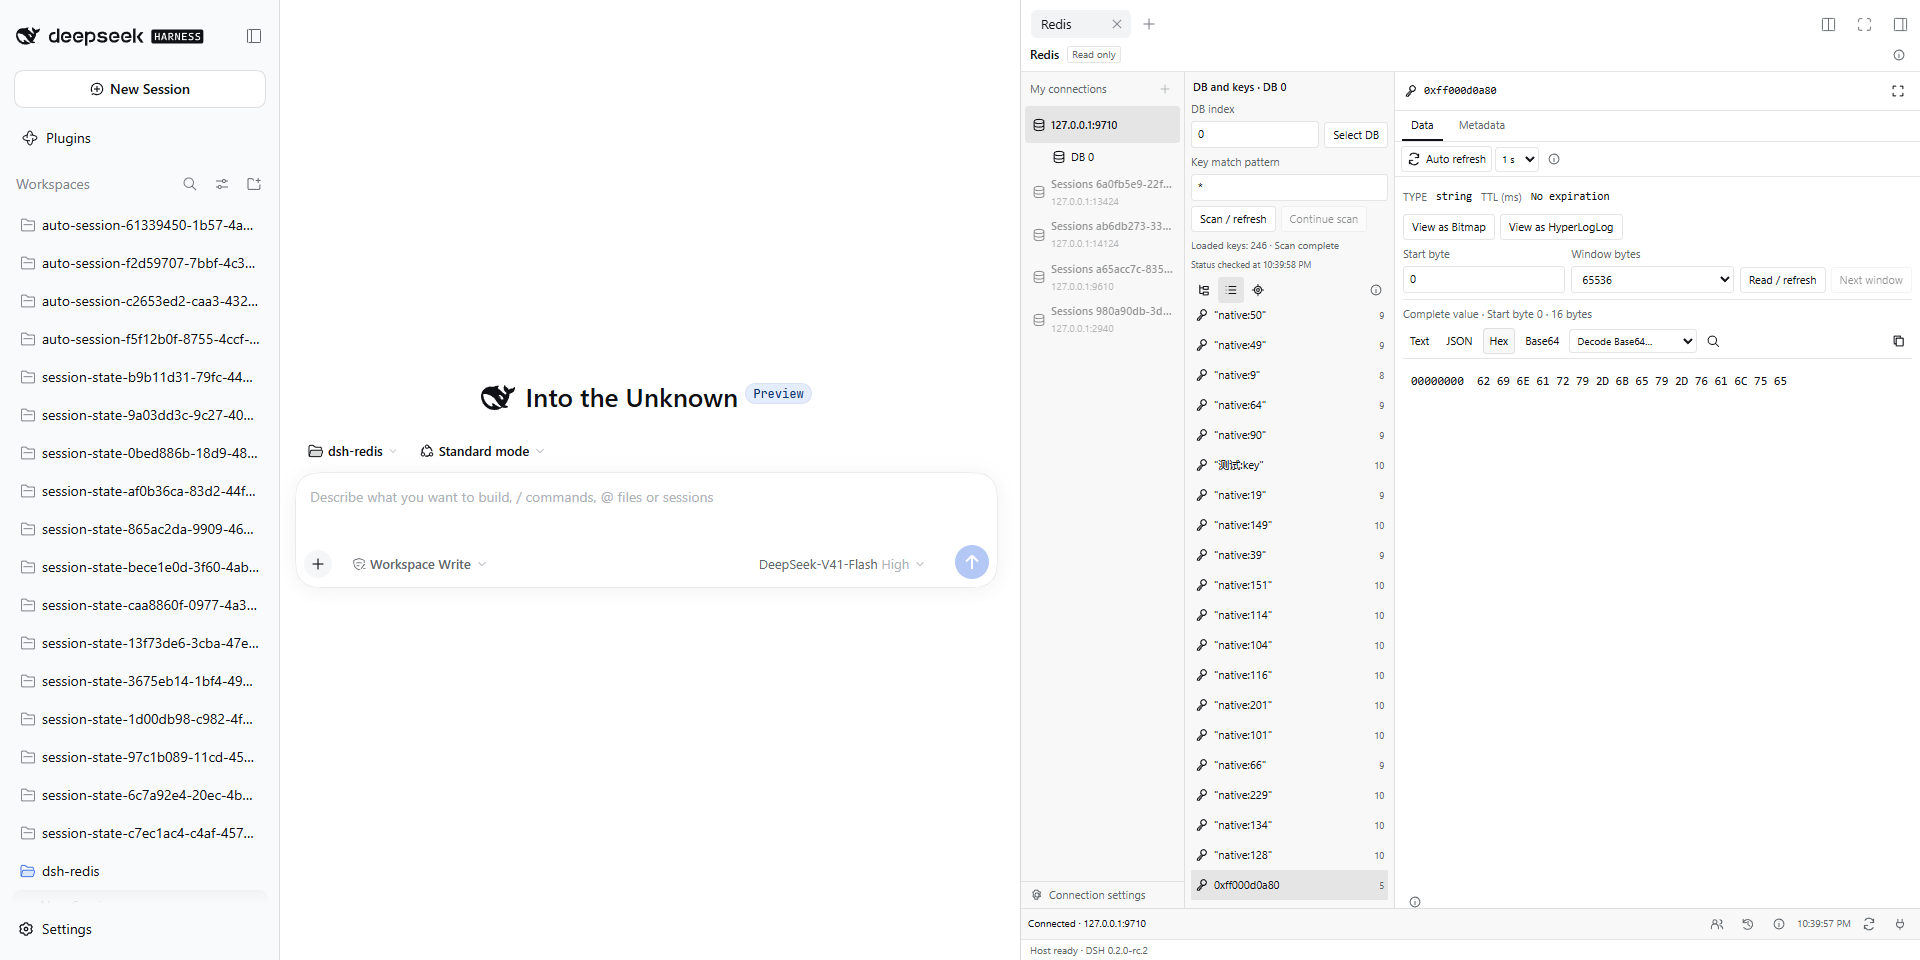 deepseek HARNESS
New Session
Plugins
Workspaces
auto-session-61339450-1b57-4a...
auto-session-f2d59707-7bbf-4c3...
auto-session-c2653ed2-caa3-432...
auto-session-f5f12b0f-8755-4ccf-...
session-state-b9b11d31-79fc-44...
session-state-9a03dd3c-9c27-40...
session-state-0bed886b-18d9-48...
session-state-af0b36ca-83d2-44f...
session-state-865ac2da-9909-46...
session-state-bece1e0d-3f60-4ab...
session-state-caa8860f-0977-4a3...
session-state-13f73de6-3cba-47e...
session-state-3675eb14-1bf4-49...
session-state-1d00db98-c982-4f...
session-state-97c1b089-11cd-45...
session-state-6c7a92e4-20ec-4b...
session-state-c7ec1ac4-c4af-457...
dsh-redis
Settings
Into the Unknown Preview
dsh-redis Standard mode
Describe what you want to build, / commands, @ files or sessions
Workspace Write DeepSeek-V41-Flash High
Redis
Redis Read only
My connections
127.0.0.1:9710
DB 0
Sessions 6a0fb5e9-22f...
127.0.0.1:13424
Sessions ab6db273-33...
127.0.0.1:14124
Sessions a65acc7c-835...
127.0.0.1:9610
Sessions 980a90db-3d...
127.0.0.1:2940
Connection settings
DB and keys · DB 0
DB index
0 Select DB
Key match pattern
*
Scan / refresh Continue scan
Loaded keys: 246 · Scan complete
Status checked at 10:39:58 PM
"native:50" 9
"native:49" 9
"native:9" 8
"native:64" 9
"native:90" 9
"测试:key" 10
"native:19" 9
"native:149" 10
"native:39" 9
"native:151" 10
"native:114" 10
"native:104" 10
"native:116" 10
"native:201" 10
"native:101" 10
"native:66" 9
"native:229" 10
"native:134" 10
"native:128" 10
0xff000d0a80 5
0xff000d0a80
Data Metadata
Auto refresh 1 s
TYPE string TTL (ms) No expiration
View as Bitmap View as HyperLogLog
Start byte Window bytes
0 65536 Read / refresh Next window
Complete value · Start byte 0 · 16 bytes
Text JSON Hex Base64 Decode Base64...
00000000 62 69 6E 61 72 79 2D 6B 65 79 2D 76 61 6C 75 65
Connected · 127.0.0.1:9710 10:39:57 PM
Host ready · DSH 0.2.0-rc.2